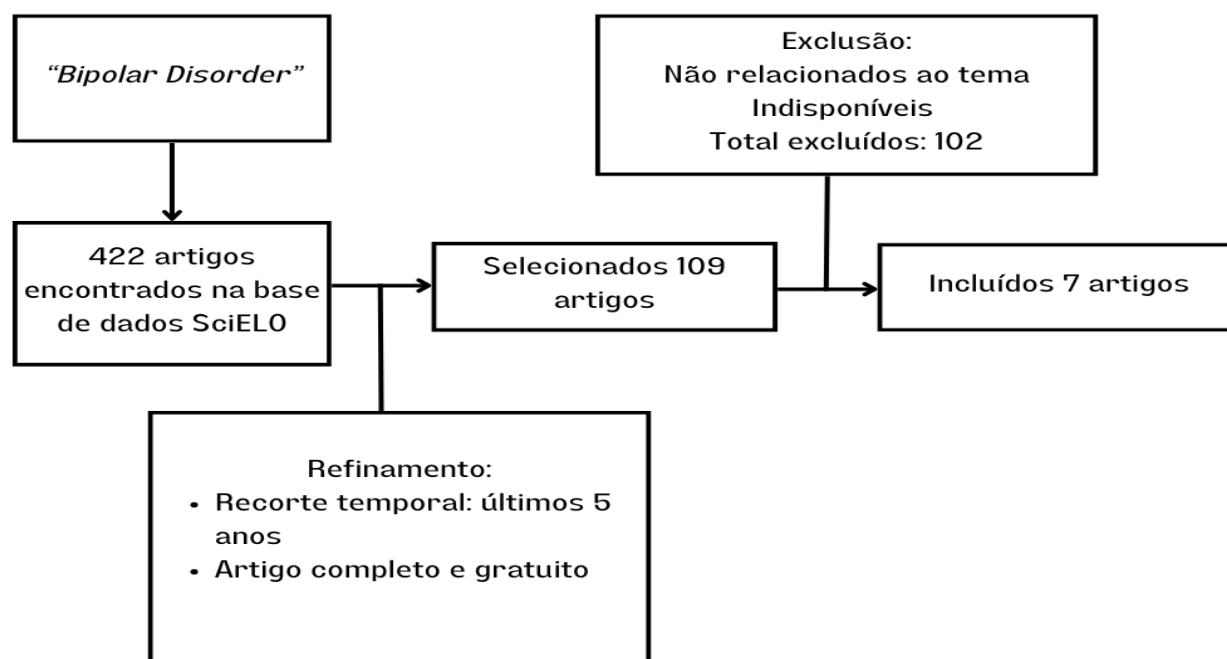 “Bipolar Disorder”
422 artigos
encontrados na base
de dados SciELO
Refinamento:
• Recorte temporal: últimos 5
anos
• Artigo completo e gratuito
Selecionados 109
artigos
Exclusão:
Não relacionados ao tema
Indisponíveis
Total excluídos: 102
Incluídos 7 artigos